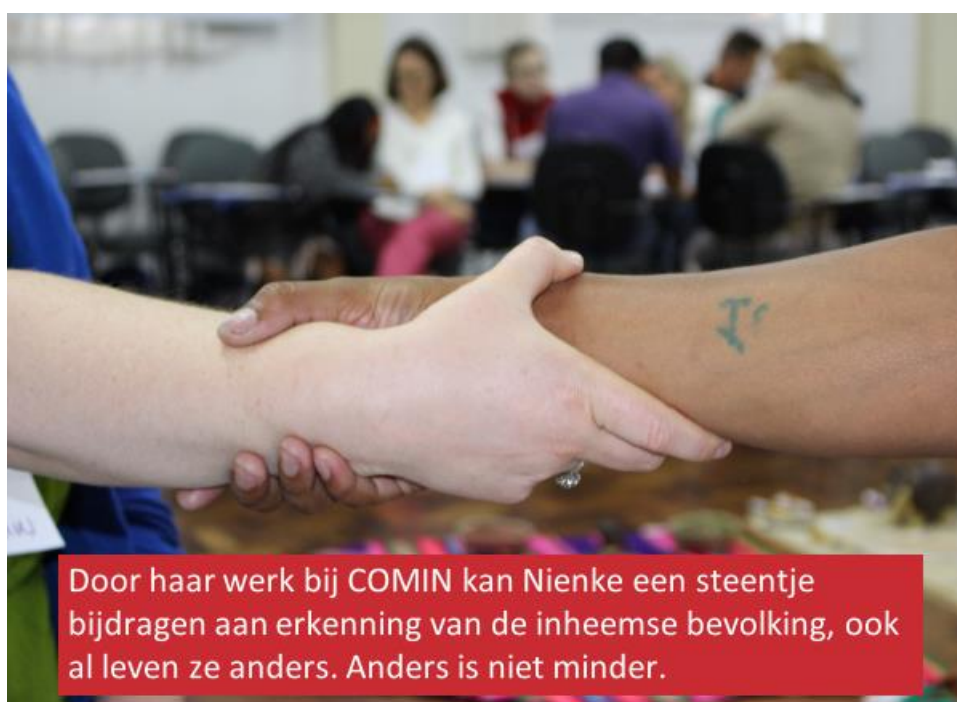 Door haar werk bij COMIN kan Nienke een steentje
bijdragen aan erkenning van de inheemse bevolking, ook
al leven ze anders. Anders is niet minder.